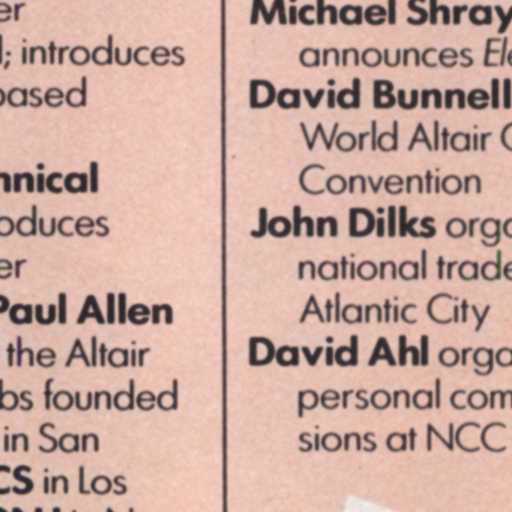 er
; introduces
based
hnical
oduces
er
Paul Allen
the Altair
bs founded
in San
CS in Los
Michael Shray
announces Ele
David Bunnell
World Altair C
Convention
John Dilks orga
national trade
Atlantic City
David Ahl orga
personal com
sions at NCC